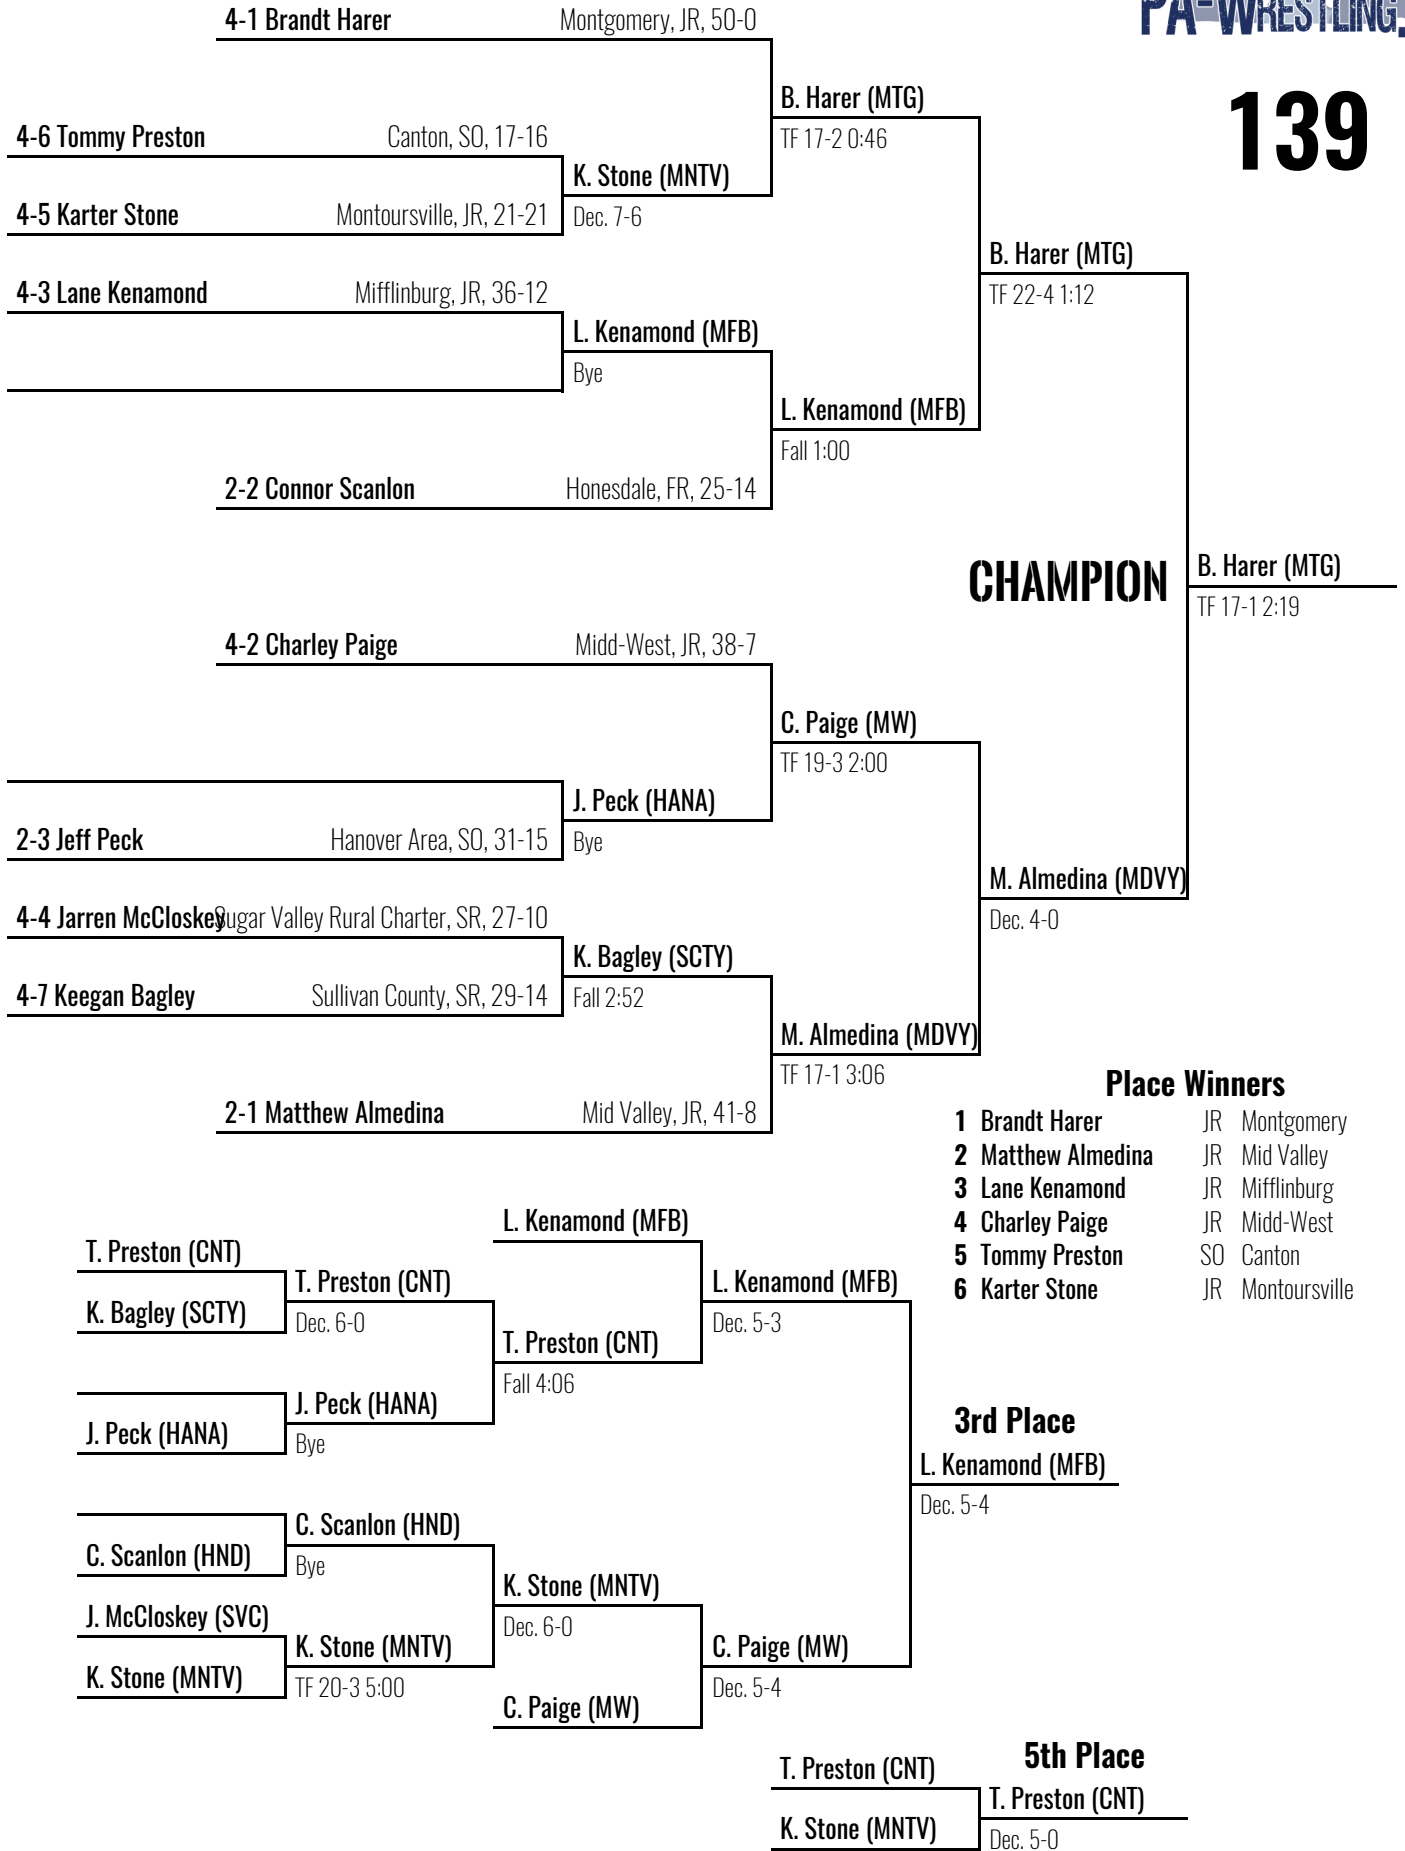 PA-WRESTLING.
139
4-1 Brandt Harer Montgomery, JR, 50-0
B. Harer (MTG)
TF 17-2 0:46
4-6 Tommy Preston Canton, SO, 17-16
K. Stone (MNTV)
Dec. 7-6
4-5 Karter Stone Montoursville, JR, 21-21
B. Harer (MTG)
TF 22-4 1:12
4-3 Lane Kenamond Mifflinburg, JR, 36-12
L. Kenamond (MFB)
Bye
L. Kenamond (MFB)
Fall 1:00
2-2 Connor Scanlon Honesdale, FR, 25-14
CHAMPION
B. Harer (MTG)
TF 17-1 2:19
4-2 Charley Paige Midd-West, JR, 38-7
C. Paige (MW)
TF 19-3 2:00
J. Peck (HANA)
Bye
2-3 Jeff Peck Hanover Area, SO, 31-15
M. Almedina (MDVY)
Dec. 4-0
4-4 Jarren McCloskey Sugar Valley Rural Charter, SR, 27-10
K. Bagley (SCTY)
Fall 2:52
4-7 Keegan Bagley Sullivan County, SR, 29-14
M. Almedina (MDVY)
TF 17-1 3:06
2-1 Matthew Almedina Mid Valley, JR, 41-8
Place Winners
1 Brandt Harer JR Montgomery
2 Matthew Almedina JR Mid Valley
3 Lane Kenamond JR Mifflinburg
4 Charley Paige JR Midd-West
5 Tommy Preston SO Canton
6 Karter Stone JR Montoursville
L. Kenamond (MFB)
T. Preston (CNT)
T. Preston (CNT)
Dec. 6-0
K. Bagley (SCTY)
L. Kenamond (MFB)
Dec. 5-3
T. Preston (CNT)
Fall 4:06
J. Peck (HANA)
Bye
J. Peck (HANA)
3rd Place
L. Kenamond (MFB)
Dec. 5-4
C. Scanlon (HND)
Bye
C. Scanlon (HND)
K. Stone (MNTV)
Dec. 6-0
J. McCloskey (SVC)
K. Stone (MNTV)
TF 20-3 5:00
K. Stone (MNTV)
C. Paige (MW)
Dec. 5-4
C. Paige (MW)
5th Place
T. Preston (CNT)
T. Preston (CNT)
Dec. 5-0
K. Stone (MNTV)